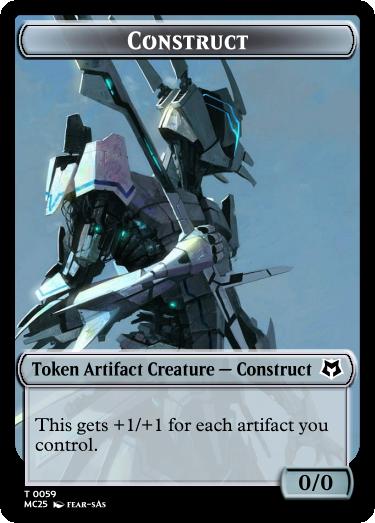 Construct
Token Artifact Creature — Construct
This gets +1/+1 for each artifact you
control.
0/0
T 0059
MC25 FEAR-SAS